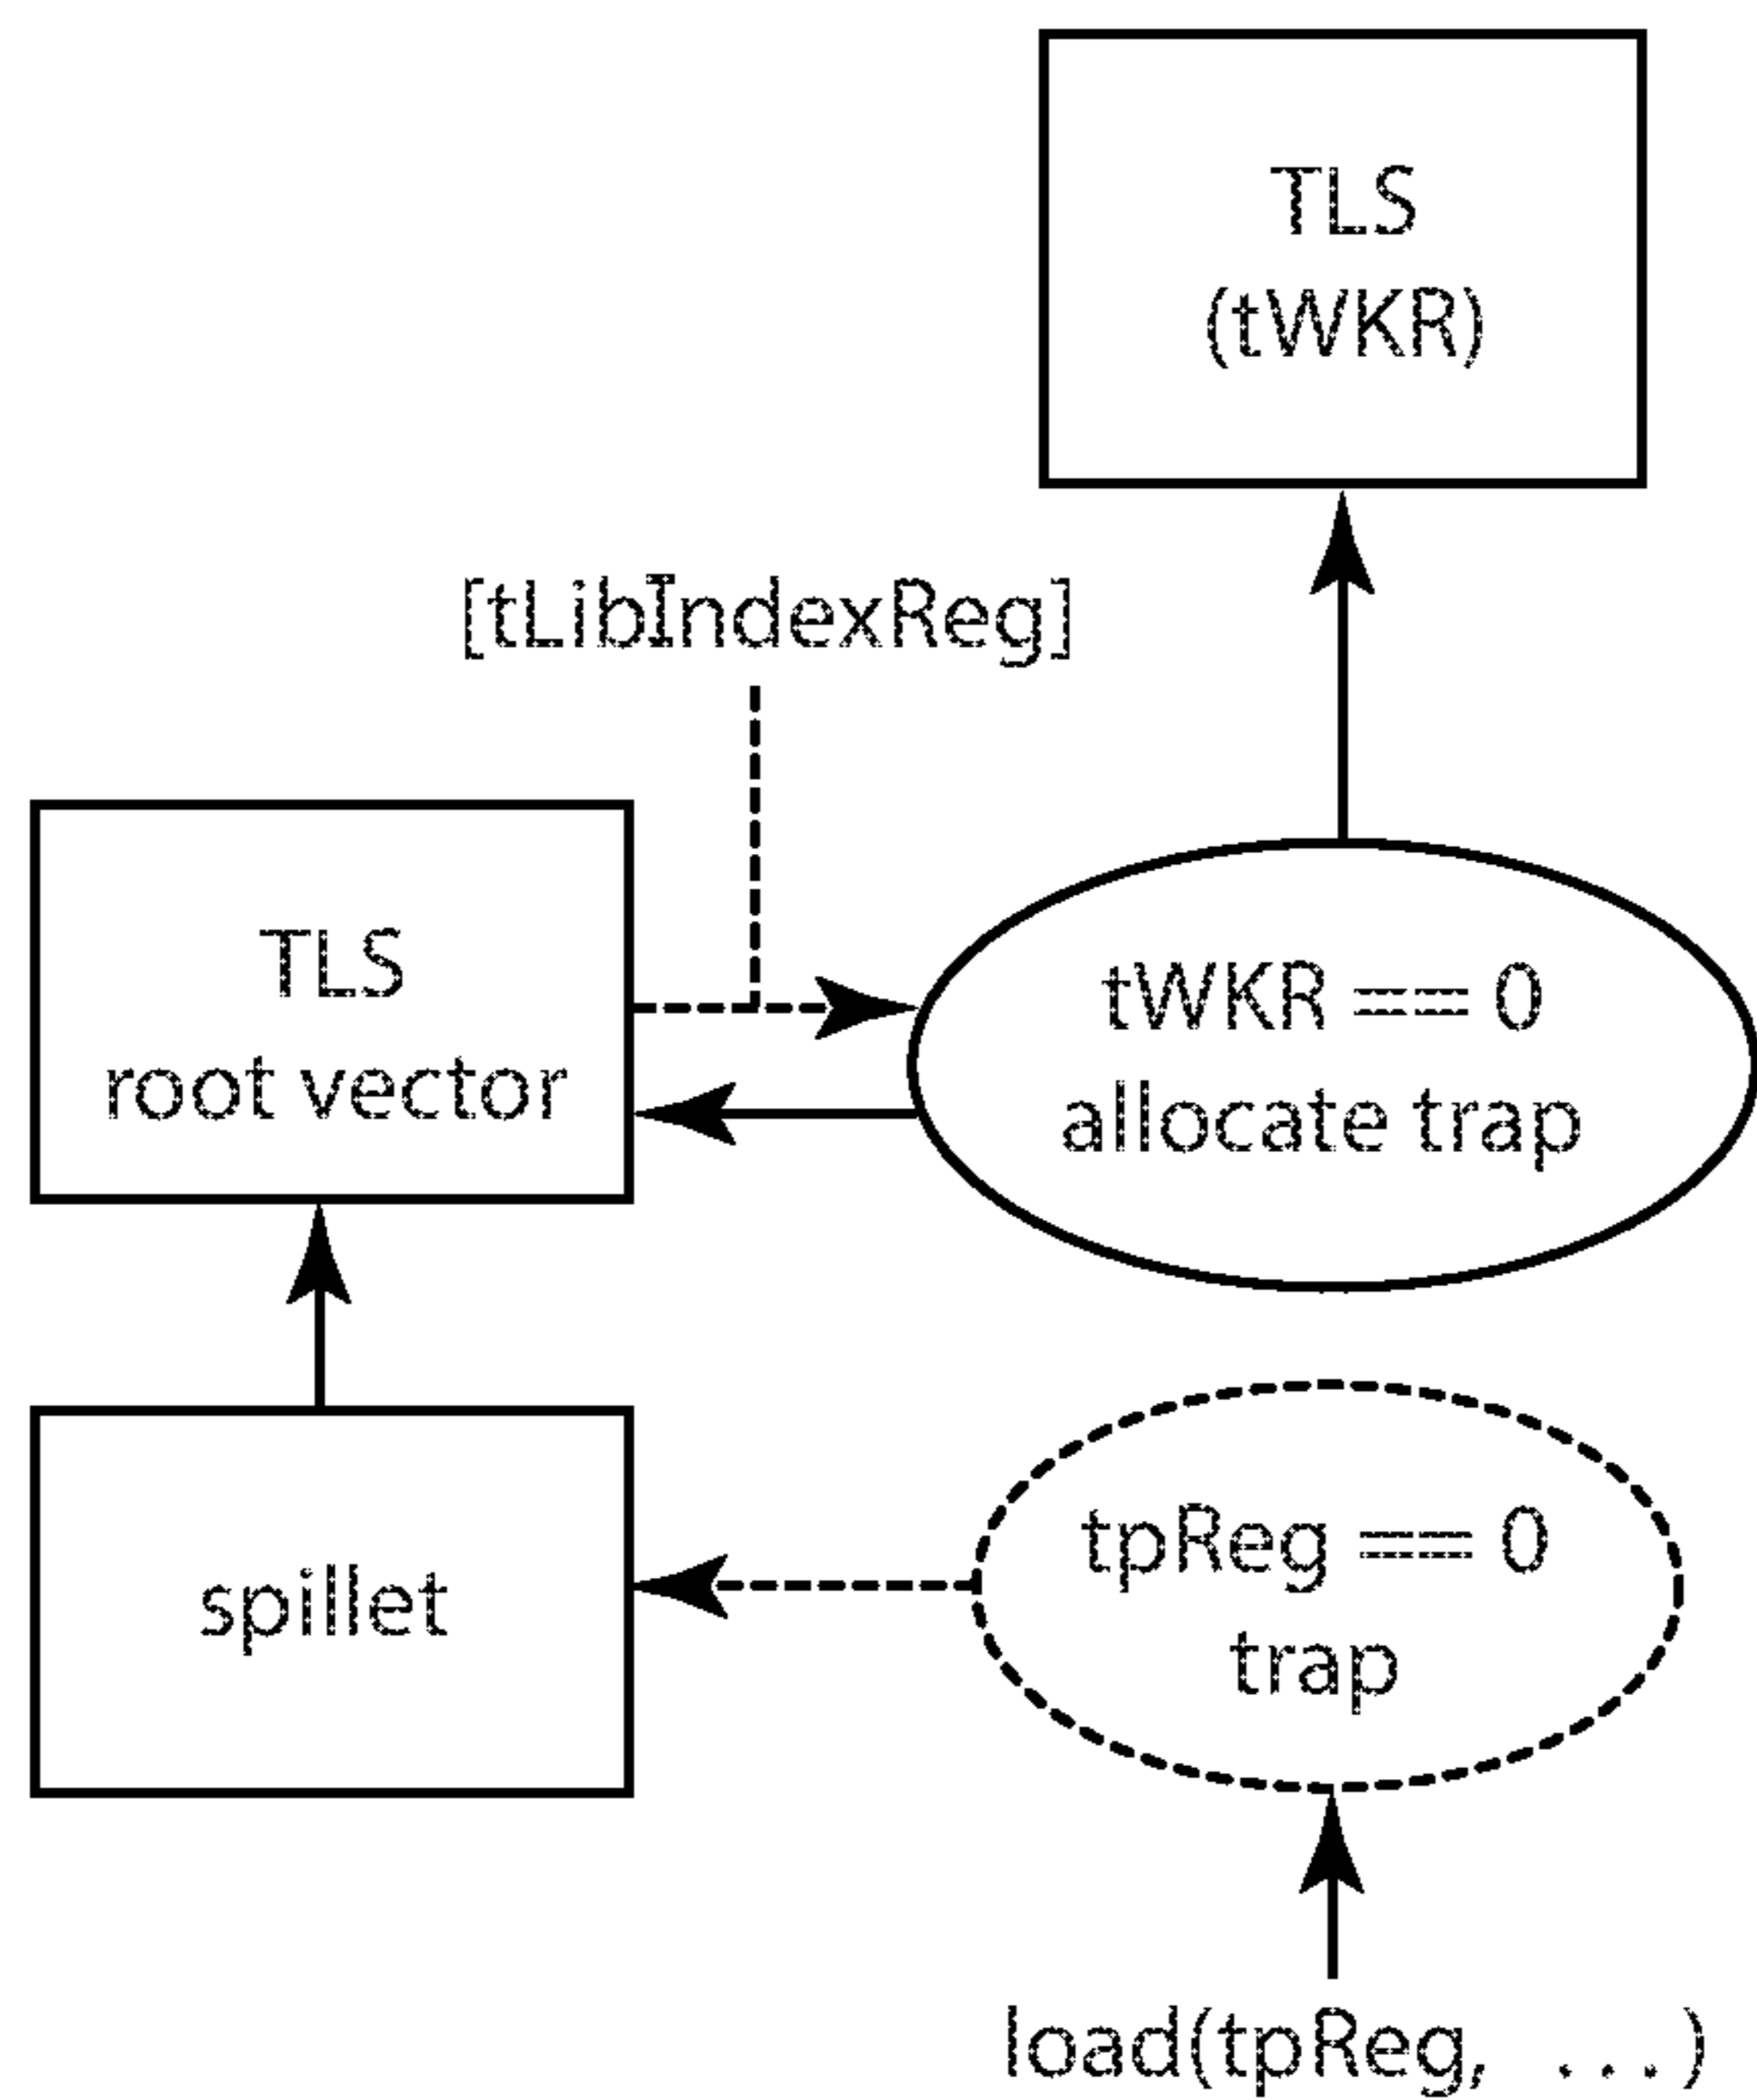 TLS
(tWKR)
[tLibIndexReg]
TLS
root vector
tWKR == 0
allocate trap
spillet
tpReg == 0
trap
load(tpReg, ...)